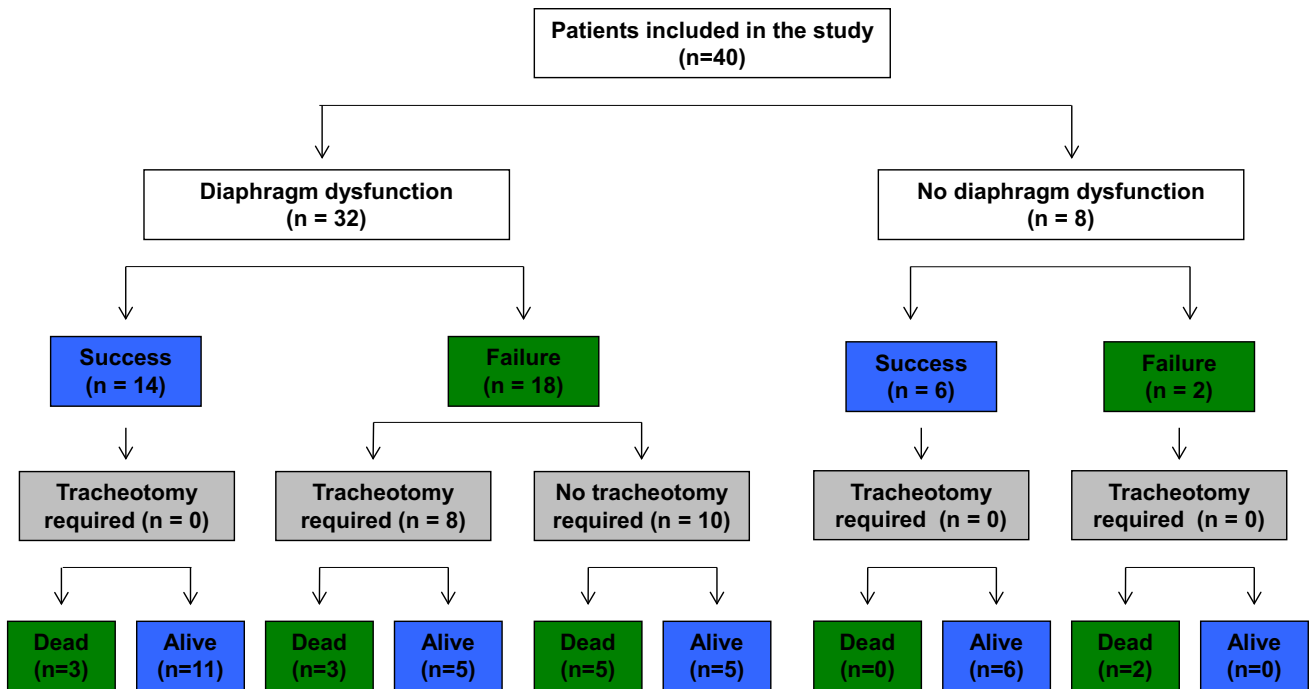 Patients included in the study
(n=40)
Diaphragm dysfunction
(n = 32)
No diaphragm dysfunction
(n = 8)
Success
(n = 14)
Failure
(n = 18)
Success
(n = 6)
Failure
(n = 2)
Tracheotomy
required (n = 0)
Tracheotomy
required (n = 8)
No tracheotomy
required (n = 10)
Tracheotomy
required (n = 0)
Tracheotomy
required (n = 0)
Dead
(n=3)
Alive
(n=11)
Dead
(n=3)
Alive
(n=5)
Dead
(n=5)
Alive
(n=5)
Dead
(n=0)
Alive
(n=6)
Dead
(n=2)
Alive
(n=0)